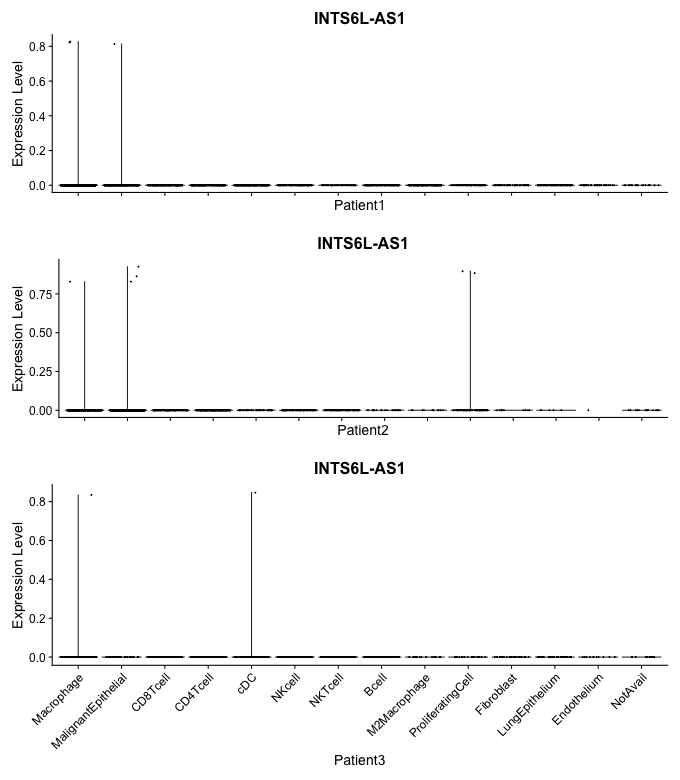 INTS6L-AS1
Expression Level
0.8
0.6
0.4
0.2
0.0
Patient1
INTS6L-AS1
Expression Level
0.75
0.50
0.25
0.00
Patient2
INTS6L-AS1
Expression Level
0.8
0.6
0.4
0.2
0.0
Macrophage
MalignantEpithelial
CD8Tcell
CD4Tcell
cDC
NKcell
NKTcell
Bcell
M2Macrophage
ProliferatingCell
Fibroblast
LungEpithelium
Endothelium
NotAvail
Patient3